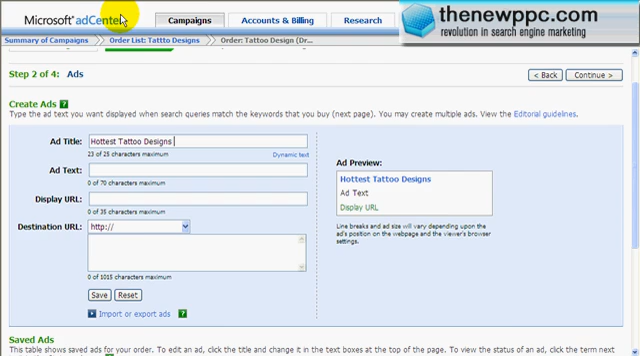 Microsoft® adCenter
Campaigns
Accounts & Billing
Research
thenewppc.com
revolution in search engine marketing
Summary of Campaigns
Order List: Tattto Designs
Order: Tattoo Design (Dr...
Step 2 of 4: Ads
< Back
Continue >
Create Ads ?
Type the ad text you want displayed when search queries match the keywords that you buy (next page). You may create multiple ads. View the Editorial guidelines.
Ad Title: Hottest Tattoo Designs
23 of 25 characters maximum
Dynamic text
Ad Text:
0 of 70 characters maximum
Display URL:
0 of 35 characters maximum
Destination URL: http://
0 of 1015 characters maximum
Save Reset
Import or export ads ?
Ad Preview:
Hottest Tattoo Designs
Ad Text
Display URL
Line breaks and ad size will vary depending upon the
ad's position on the webpage and the viewer's browser
settings.
Saved Ads
This table shows saved ads for your order. To edit an ad, click the title and change it in the text boxes at the top of the page. To view the status of an ad, click the term next